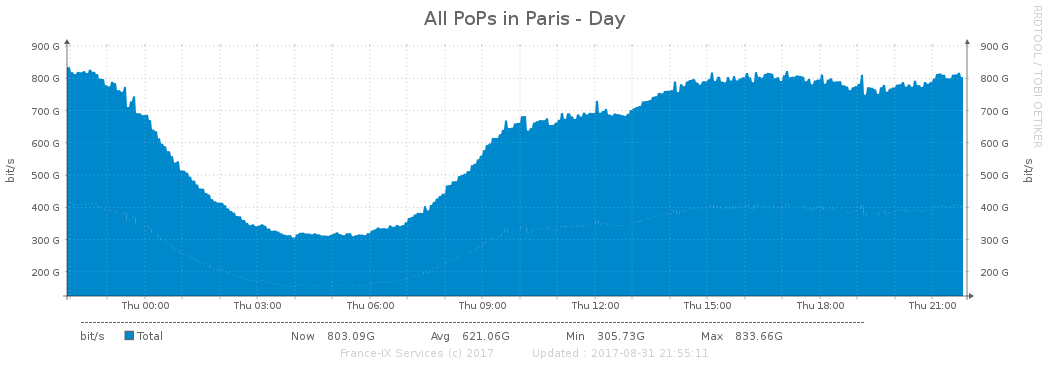 All PoPs in Paris - Day
RRDTOOL / TOBI OETIKER
900 G 900 G
800 G 800 G
700 G 700 G
600 G 600 G
500 G 500 G
400 G 400 G
300 G 300 G
200 G 200 G
bit/s
bit/s
Thu 00:00 Thu 03:00 Thu 06:00 Thu 09:00 Thu 12:00 Thu 15:00 Thu 18:00 Thu 21:00
bit/s Total Now 803.09G Avg 621.06G Min 305.73G Max 833.66G
France-IX Services (c) 2017 Updated : 2017-08-31 21:55:11